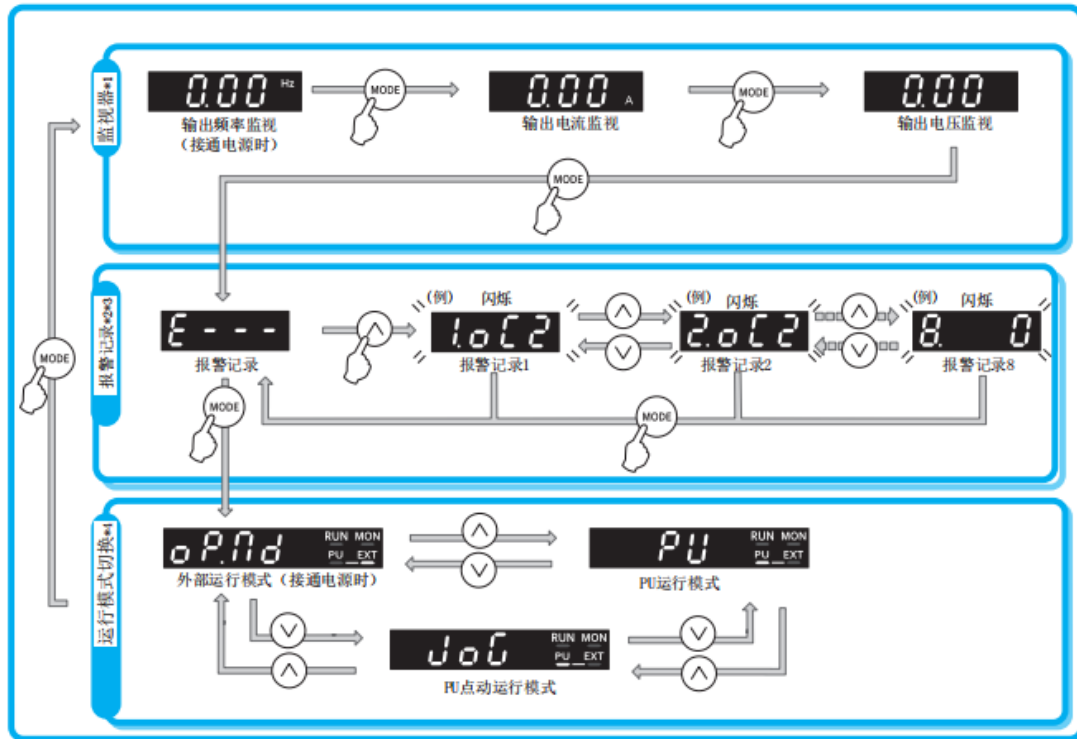 监视器*1
0.00 Hz
MODE
0.00 A
MODE
0.00
输出频率监视
(接通电源时)
输出电流监视
输出电压监视
MODE
报警记录*2*3
E---
报警记录
(例) 闪烁
1.oC2
报警记录1
(例) 闪烁
2.oC2
报警记录2
(例) 闪烁
8. 0
报警记录8
MODE
MODE
MODE
运行模式切换*4
oP.Nd
RUN MON
PU EXT
外部运行模式（接通电源时）
PU
RUN MON
PU EXT
PU运行模式
JoG
RUN MON
PU EXT
PU点动运行模式